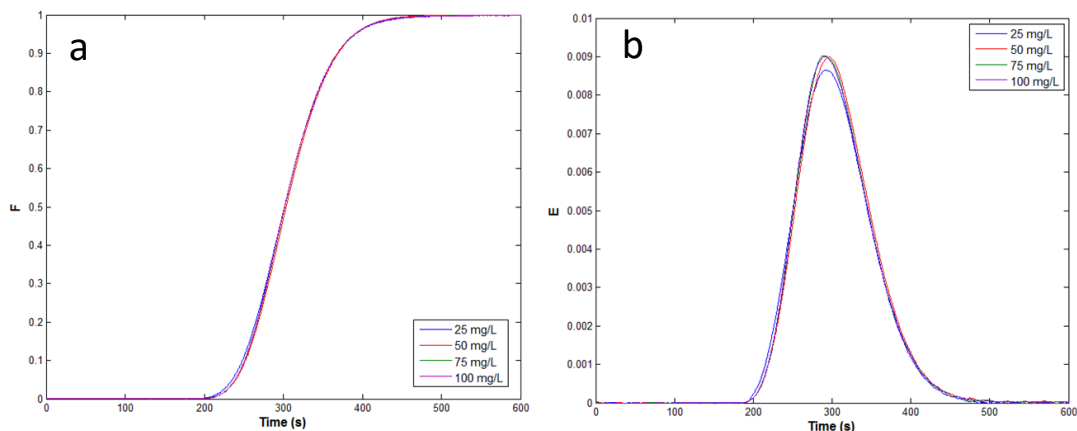 a
1
0.9
0.8
0.7
0.6
0.5
0.4
0.3
0.2
0.1
0
F
0 100 200 300 400 500 600
Time (s)
25 mg/L
50 mg/L
75 mg/L
100 mg/L
b
0.01
0.009
0.008
0.007
0.006
0.005
0.004
0.003
0.002
0.001
0
E
0 100 200 300 400 500 600
Time (s)
25 mg/L
50 mg/L
75 mg/L
100 mg/L